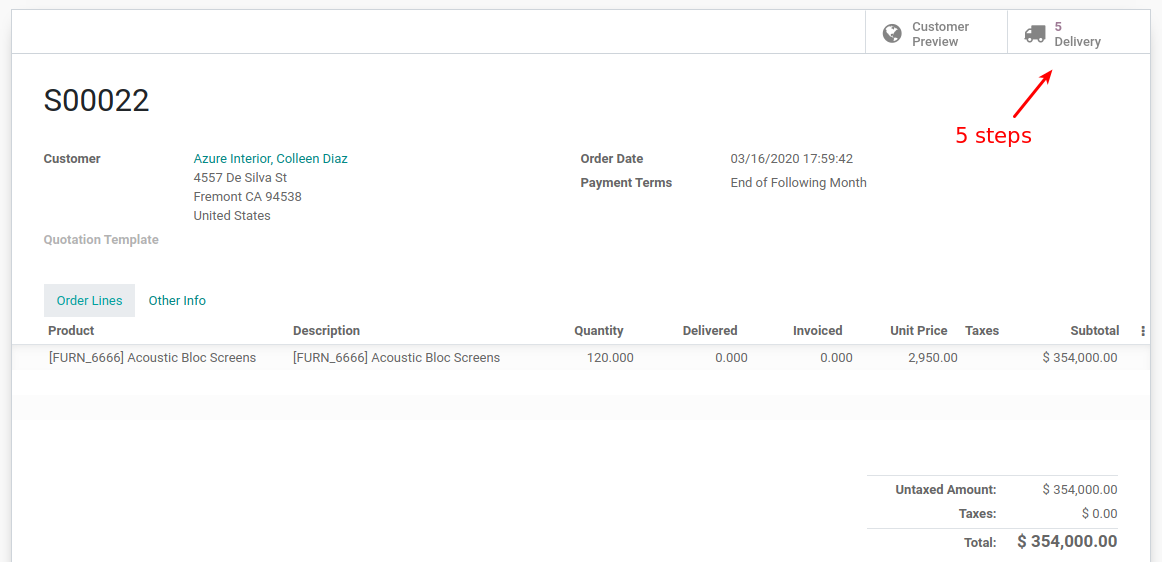 Customer
Preview
5
Delivery
5 steps
S00022
Customer
Azure Interior, Colleen Diaz
4557 De Silva St
Fremont CA 94538
United States
Order Date 03/16/2020 17:59:42
Payment Terms End of Following Month
Quotation Template
Order Lines Other Info
Product Description Quantity Delivered Invoiced Unit Price Taxes Subtotal
[FURN_6666] Acoustic Bloc Screens [FURN_6666] Acoustic Bloc Screens 120.000 0.000 0.000 2,950.00 $ 354,000.00
Untaxed Amount: $ 354,000.00
Taxes: $ 0.00
Total: $ 354,000.00